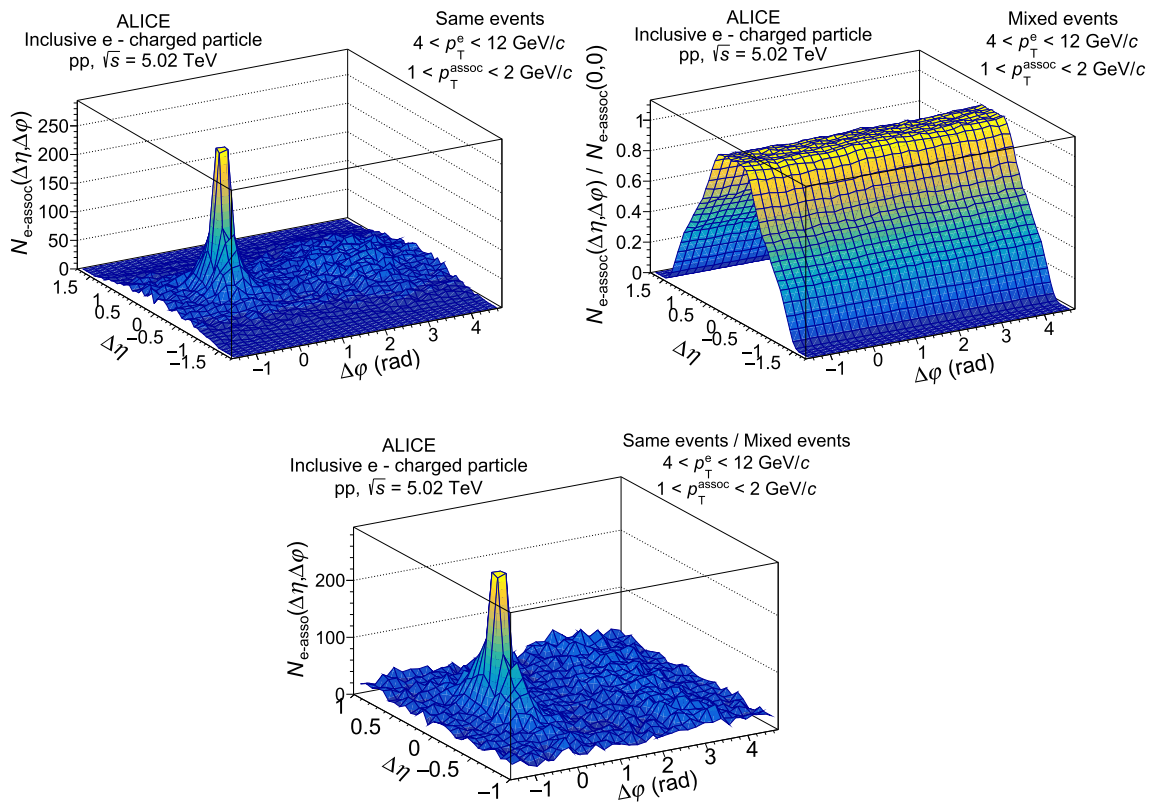 ALICE
Inclusive e - charged particle
pp, √s = 5.02 TeV
Same events
4 < p_T^e < 12 GeV/c
1 < p_T^assoc < 2 GeV/c
N_e-assoc(Δη,Δφ)
250
200
150
100
50
0
1.5
1
0.5
0
−0.5
−1
−1.5
Δη
−1
0
1
2
3
4
Δφ (rad)
ALICE
Inclusive e - charged particle
pp, √s = 5.02 TeV
Mixed events
4 < p_T^e < 12 GeV/c
1 < p_T^assoc < 2 GeV/c
N_e-assoc(Δη,Δφ) / N_e-assoc(0,0)
1
0.8
0.6
0.4
0.2
0
1.5
1
0.5
0
−0.5
−1
−1.5
Δη
−1
0
1
2
3
4
Δφ (rad)
ALICE
Inclusive e - charged particle
pp, √s = 5.02 TeV
Same events / Mixed events
4 < p_T^e < 12 GeV/c
1 < p_T^assoc < 2 GeV/c
N_e-asso(Δη,Δφ)
200
100
0
1
0.5
0
−0.5
−1
Δη
−1
0
1
2
3
4
Δφ (rad)